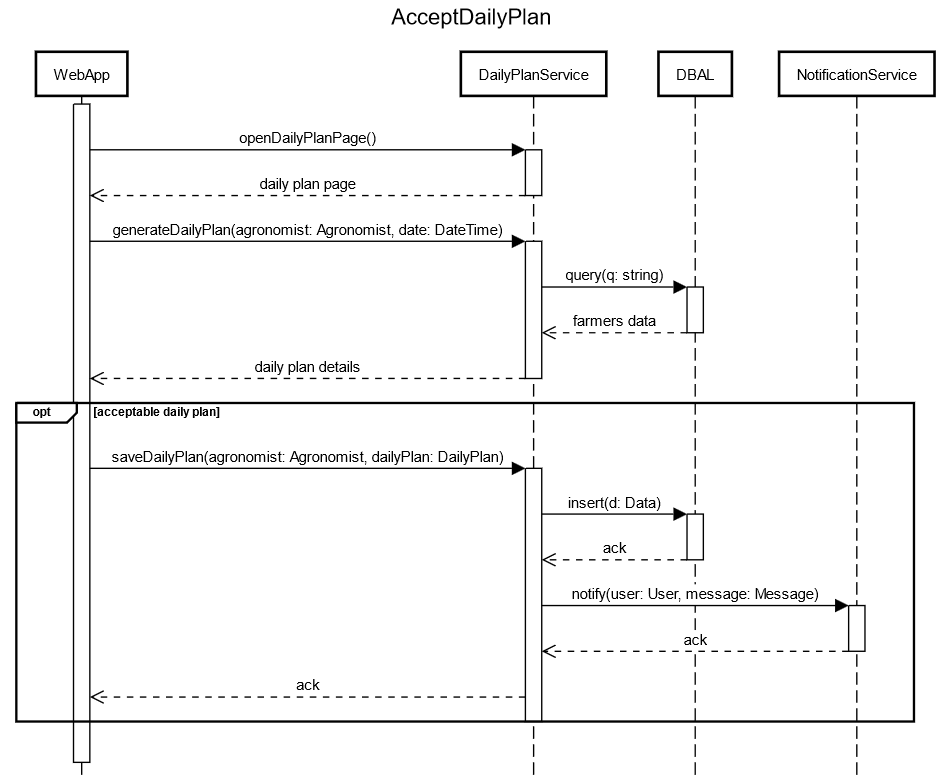 AcceptDailyPlan
WebApp
DailyPlanService
DBAL
NotificationService
openDailyPlanPage()
daily plan page
generateDailyPlan(agronomist: Agronomist, date: DateTime)
query(q: string)
farmers data
daily plan details
opt
[acceptable daily plan]
saveDailyPlan(agronomist: Agronomist, dailyPlan: DailyPlan)
insert(d: Data)
ack
notify(user: User, message: Message)
ack
ack